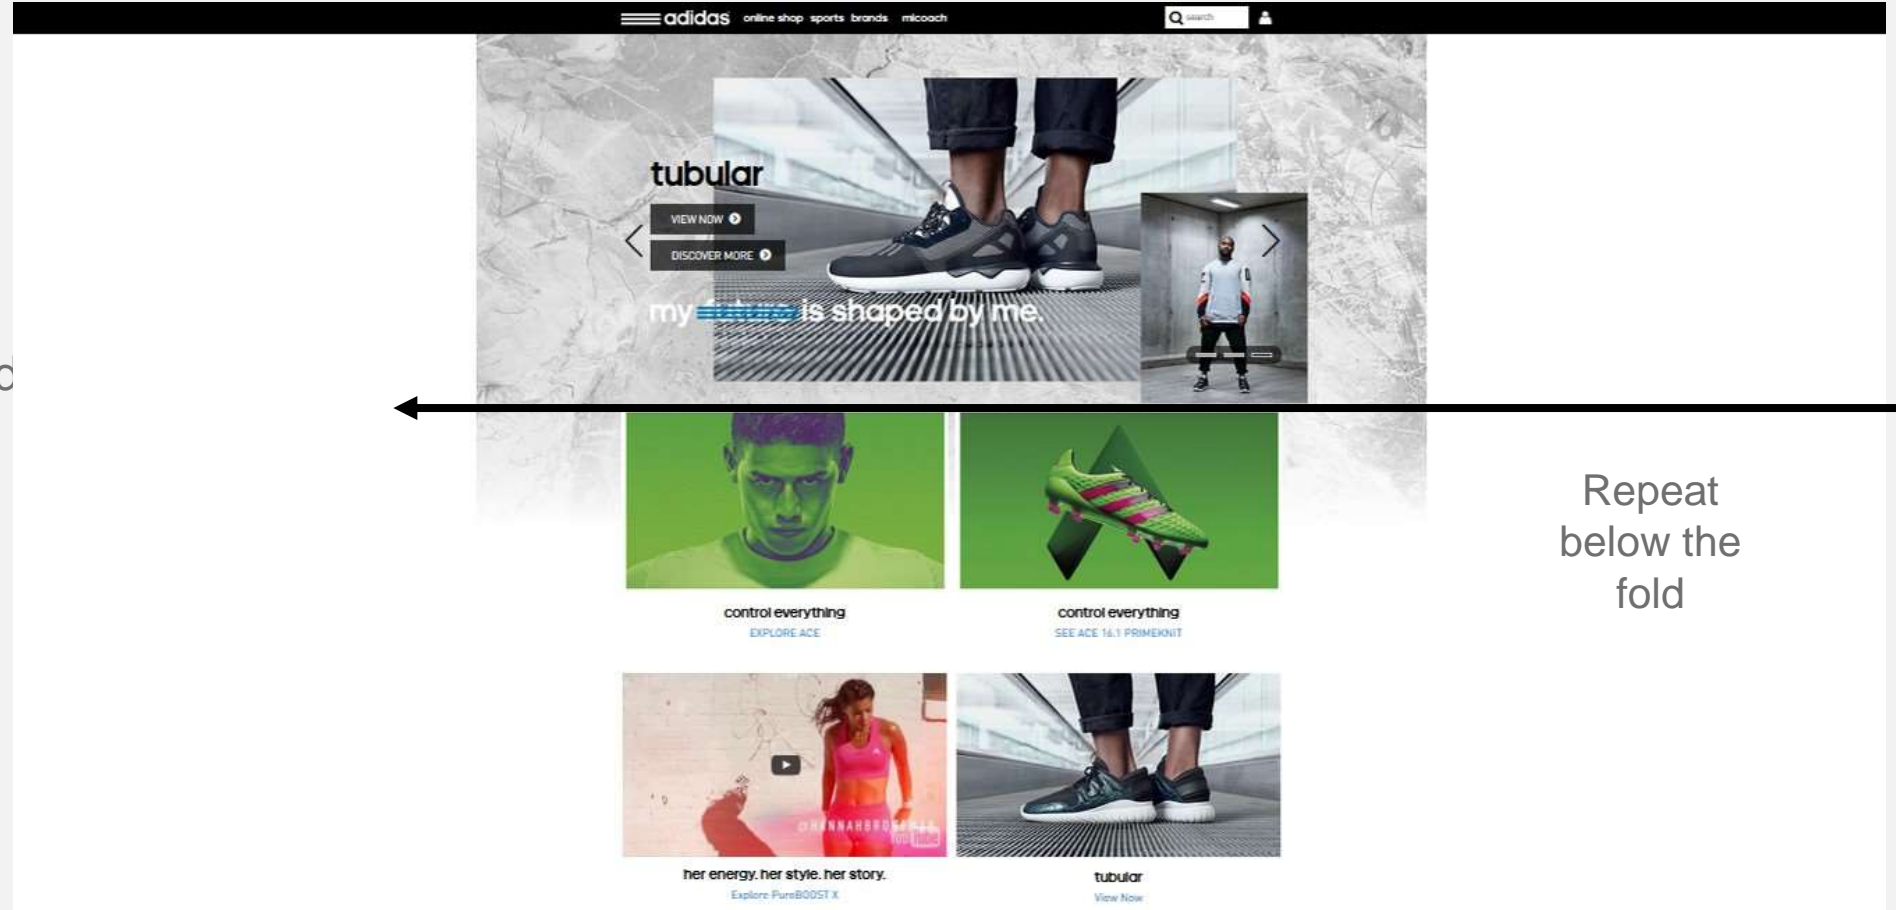 adidas online shop sports brands micoach
search
tubular
VIEW NOW
DISCOVER MORE
my future is shaped by me.
d
Repeat
below the
fold
control everything
EXPLORE ACE
control everything
SEE ACE 16.1 PRIMEKNIT
her energy. her style. her story.
Explore PureBOOST X
tubular
View Now